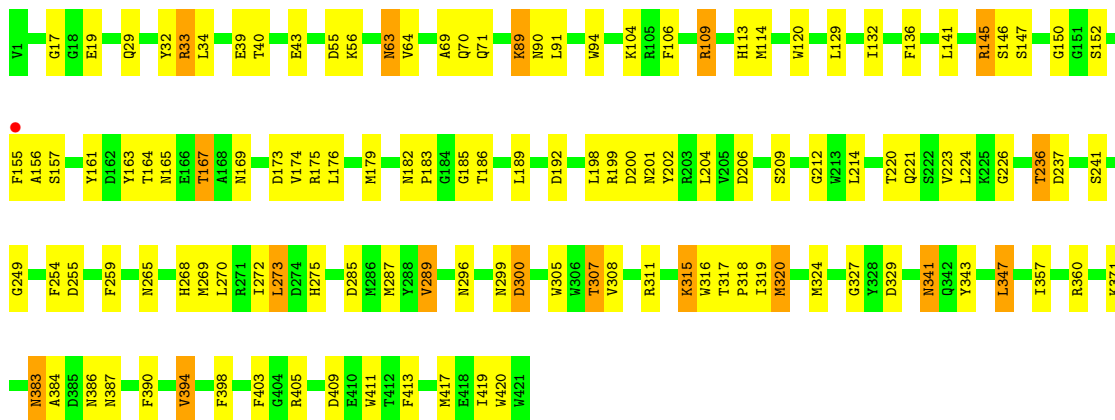 V1 G17 G18 E19 Q29 Y32 R33 L34 E39 T40 E43 D55 K56 N63 V64 A69 Q70 Q71 K89 N90 L91 W94 K104 R105 F106 R109 H113 M114 W120 L129 I132 F136 L141 R145 S146 S147 G150 G151 S152
F155 A156 S157 Y161 D162 Y163 T164 N165 E166 T167 A168 N169 D173 V174 R175 L176 M179 N182 P183 G184 G185 T186 L189 D192 L198 R199 D200 N201 Y202 R203 L204 V205 D206 S209 G212 W213 L214 T220 Q221 S222 V223 L224 K225 G226 T236 D237 S241
G249 F254 D255 F259 N265 H268 M269 L270 R271 I272 L273 D274 H275 D285 M286 M287 Y288 V289 N296 N299 D300 W305 W306 T307 V308 R311 K315 W316 T317 P318 I319 M320 M324 G327 Y328 D329 N341 Q342 Y343 L347 I357 R360 K371
N383 A384 D385 N386 N387 F390 V394 F398 F403 G404 R405 D409 E410 W411 T412 F413 M417 E418 I419 W420 W421